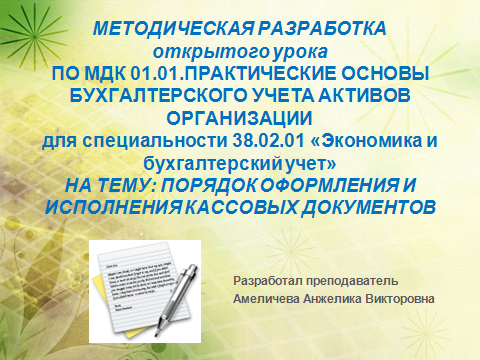 МЕТОДИЧЕСКАЯ РАЗРАБОТКА
открытого урока
ПО МДК 01.01.ПРАКТИЧЕСКИЕ ОСНОВЫ
БУХГАЛТЕРСКОГО УЧЕТА АКТИВОВ
ОРГАНИЗАЦИИ
для специальности 38.02.01 «Экономика и
бухгалтерский учет»
НА ТЕМУ: ПОРЯДОК ОФОРМЛЕНИЯ И
ИСПОЛНЕНИЯ КАССОВЫХ ДОКУМЕНТОВ
Разработал преподаватель
Амеличева Анжелика Викторовна